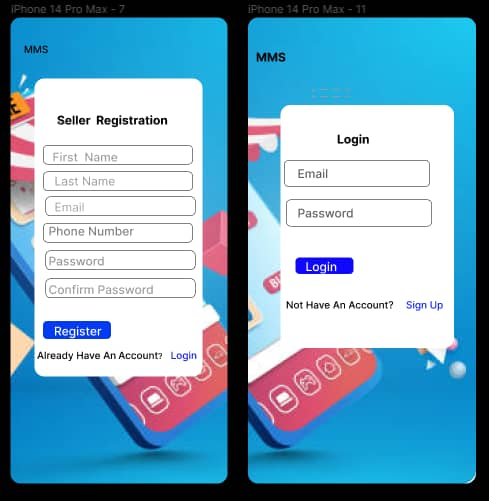 iPhone 14 Pro Max - 7
MMS
Seller Registration
First Name
Last Name
Email
Phone Number
Password
Confirm Password
Register
Already Have An Account? Login
iPhone 14 Pro Max - 11
MMS
Login
Email
Password
Login
Not Have An Account? Sign Up